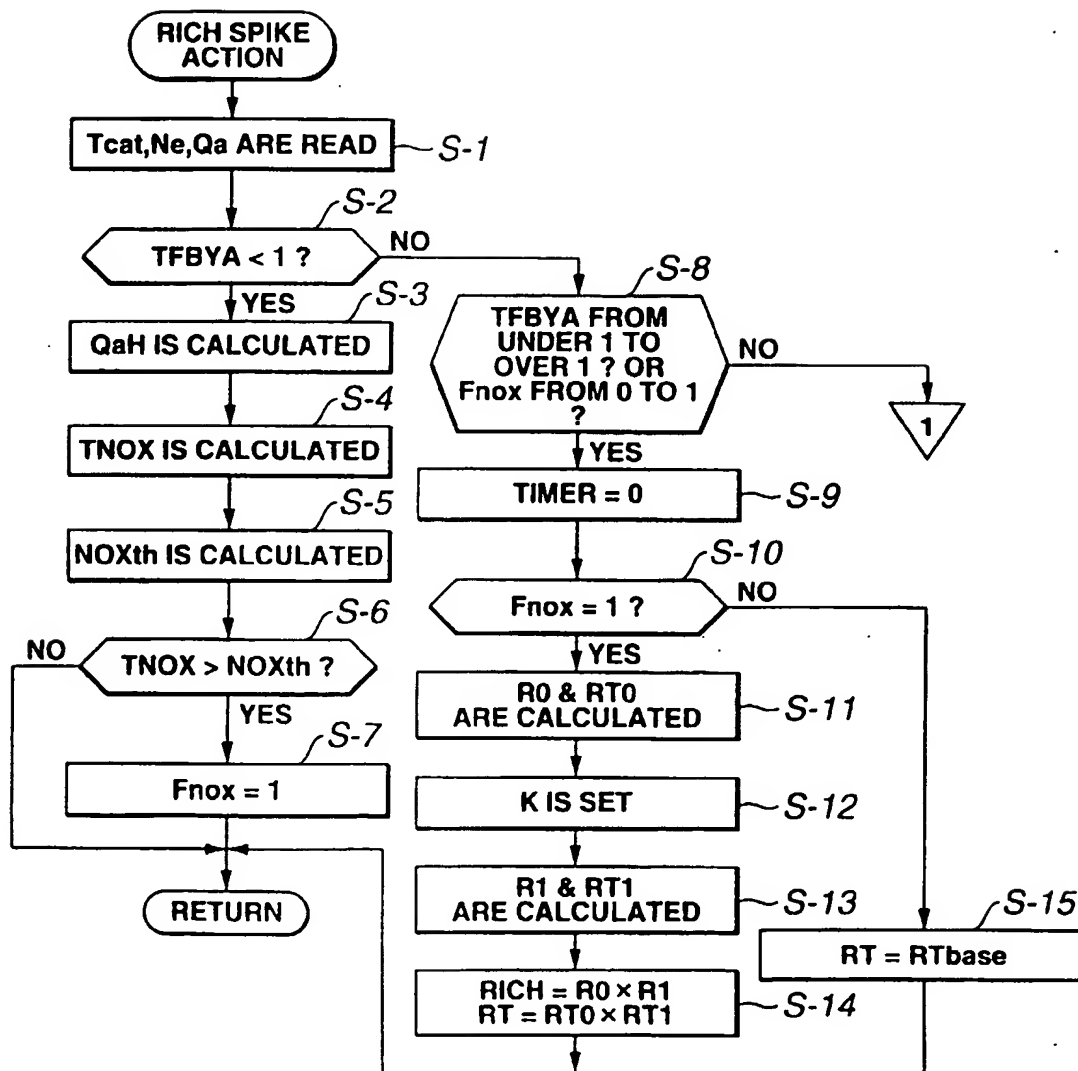 RICH SPIKE
ACTION
Tcat,Ne,Qa ARE READ
S-1
S-2
TFBYA < 1 ?
NO
YES
S-3
QaH IS CALCULATED
S-4
TNOX IS CALCULATED
S-5
NOXth IS CALCULATED
S-6
NO
TNOX > NOXth ?
YES
S-7
Fnox = 1
RETURN
S-8
TFBYA FROM
UNDER 1 TO
OVER 1 ? OR
Fnox FROM 0 TO 1
?
NO
1
YES
TIMER = 0
S-9
S-10
Fnox = 1 ?
NO
YES
R0 & RT0
ARE CALCULATED
S-11
K IS SET
S-12
R1 & RT1
ARE CALCULATED
S-13
RICH = R0 × R1
RT = RT0 × RT1
S-14
S-15
RT = RTbase